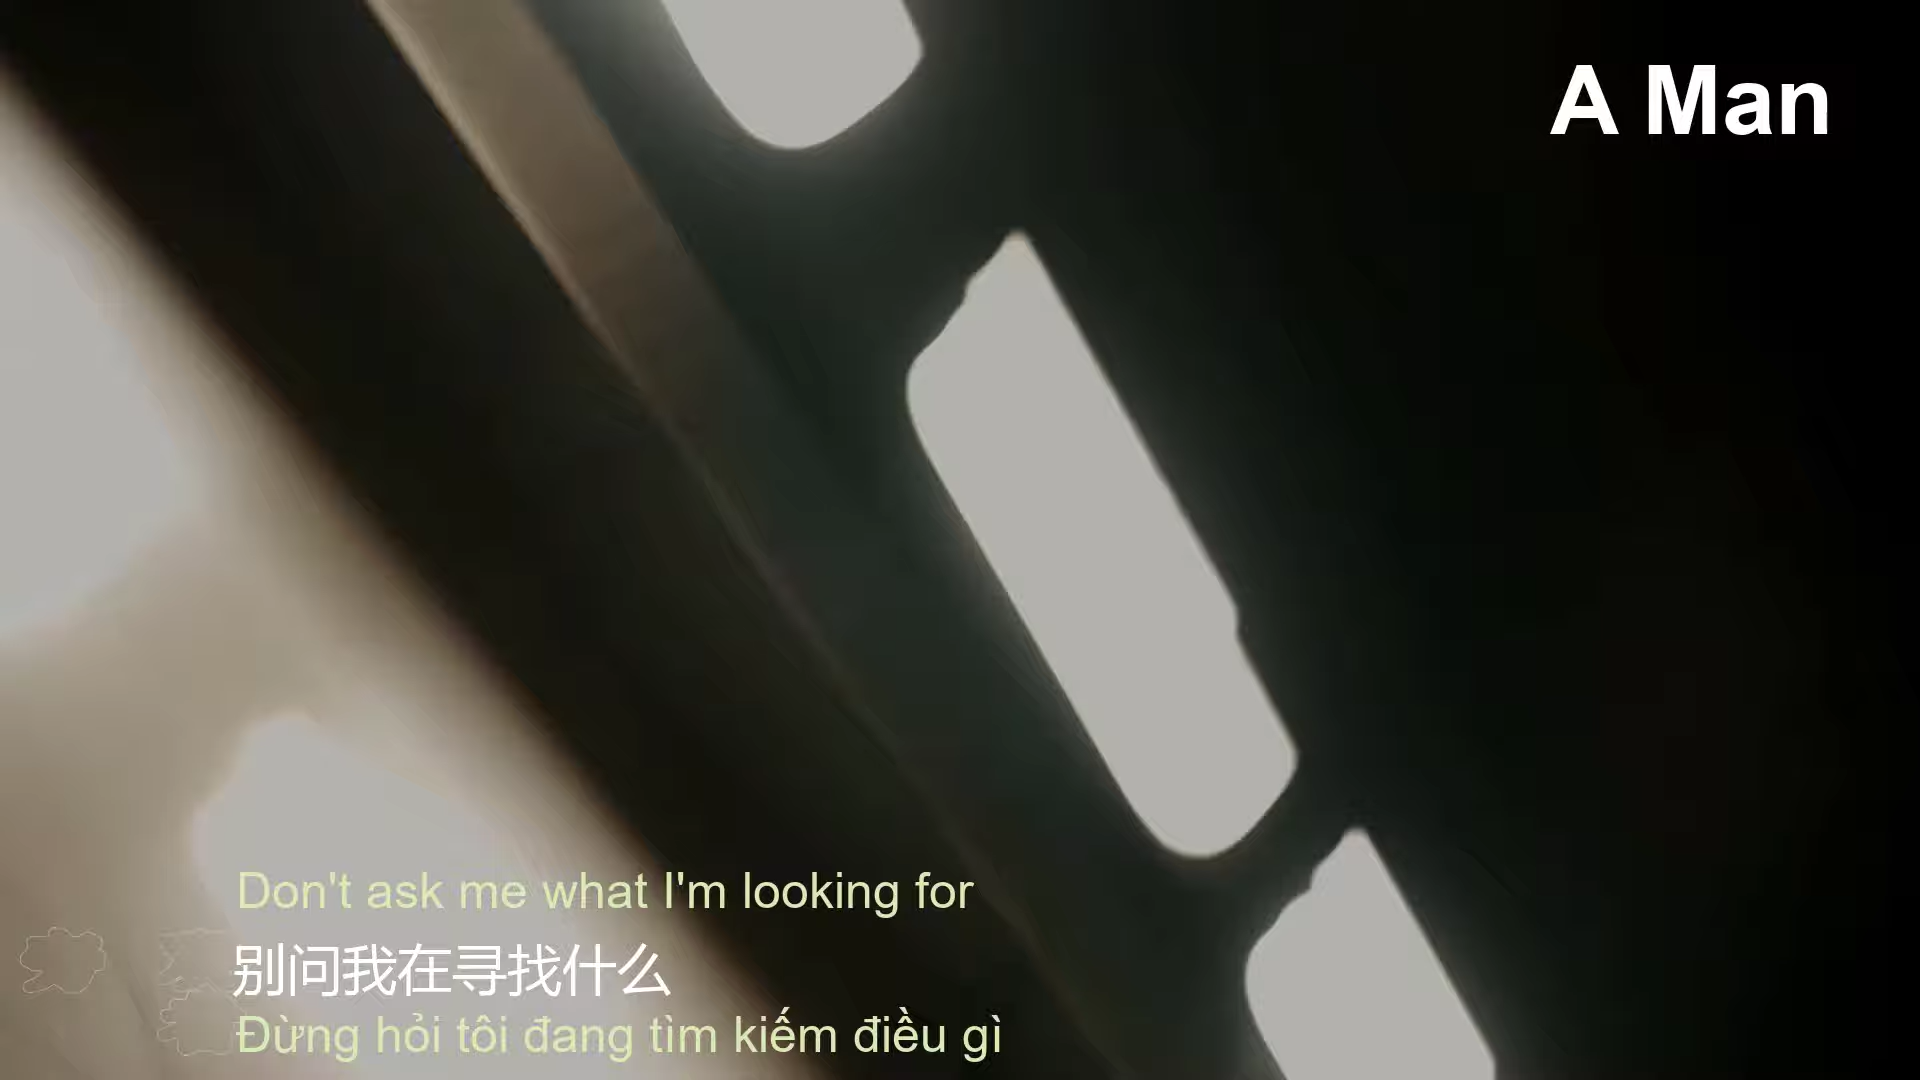 A Man
Don't ask me what I'm looking for
别问我在寻找什么
Đừng hỏi tôi đang tìm kiếm điều gì